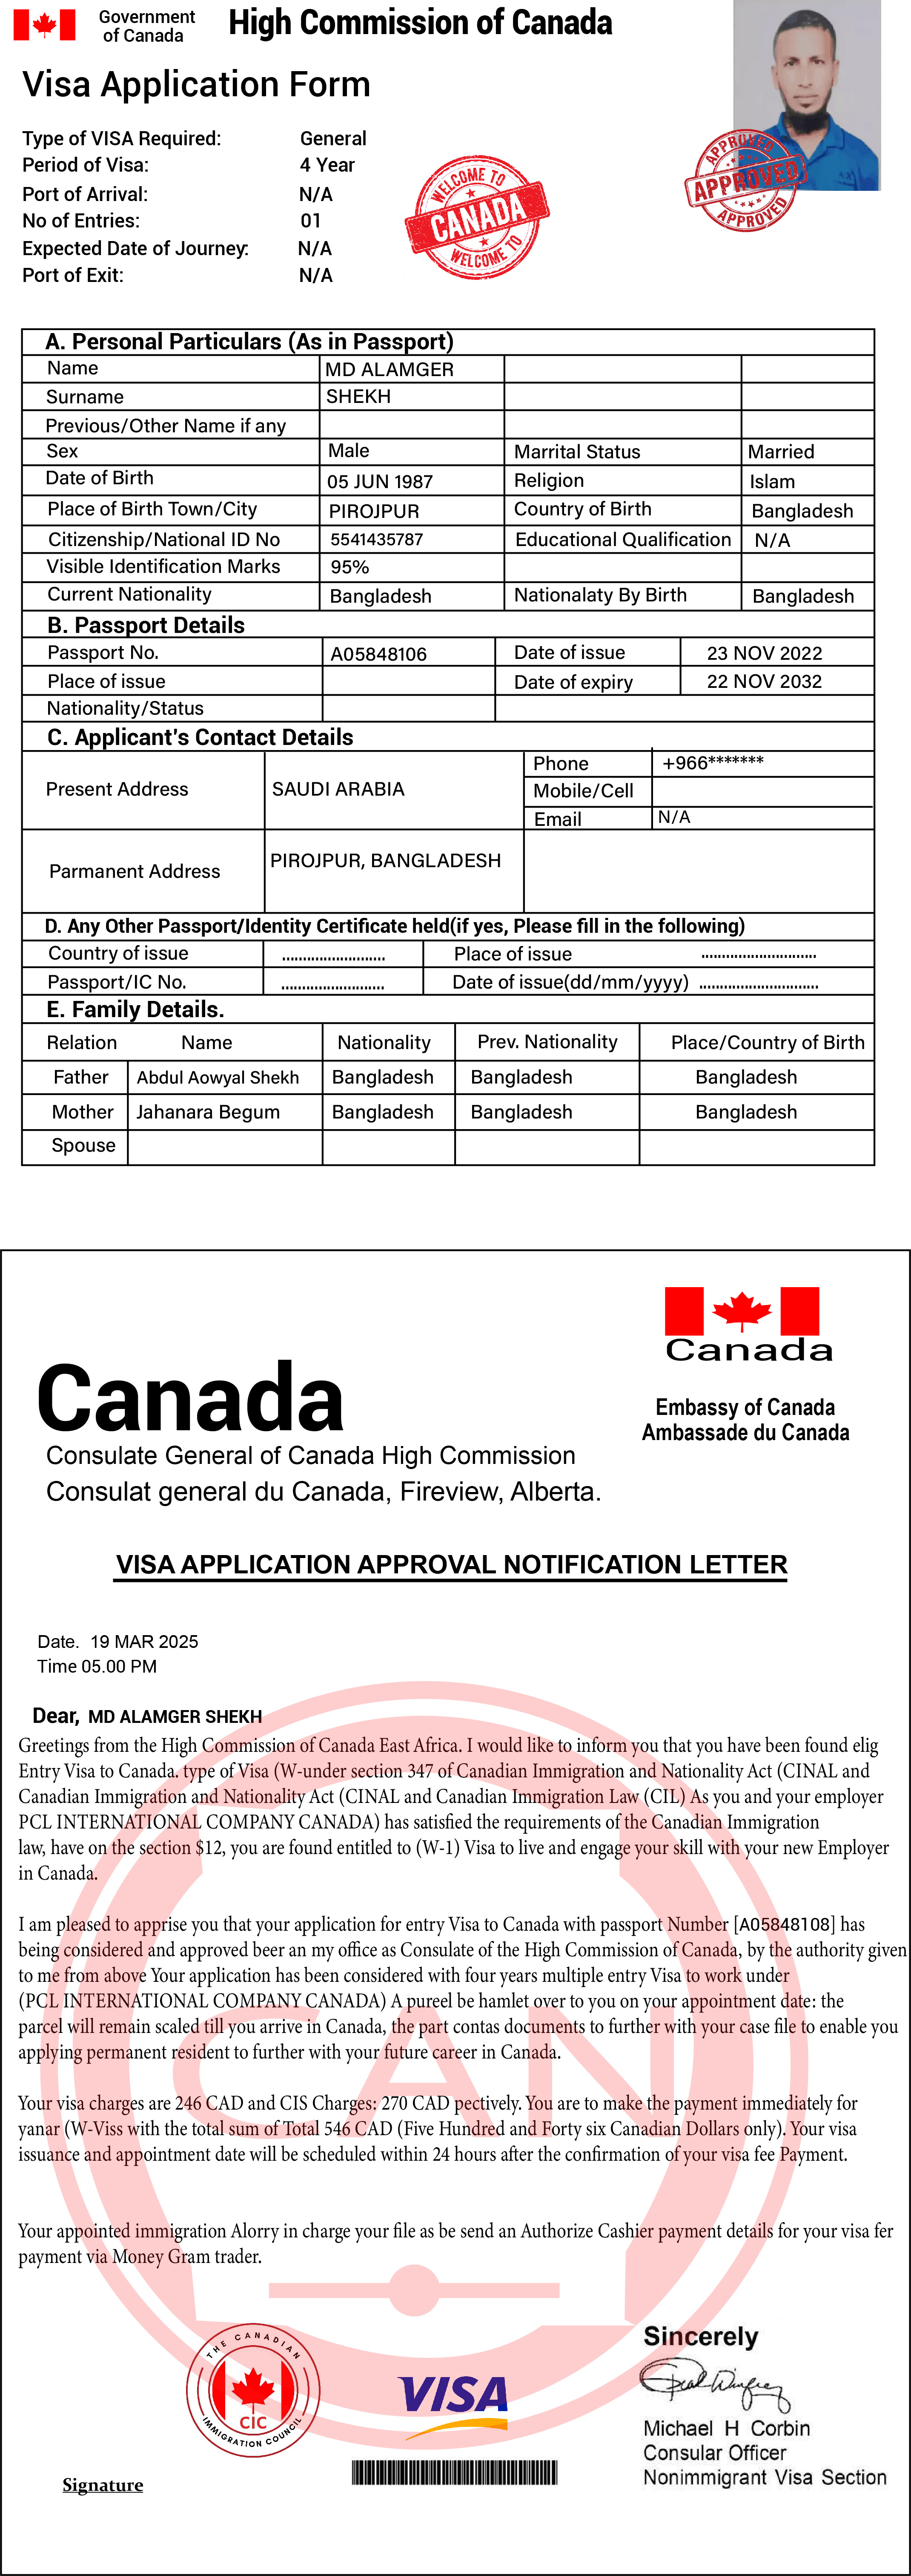 Government
of Canada
High Commission of Canada
Visa Application Form
Type of VISA Required: General
Period of Visa: 4 Year
Port of Arrival: N/A
No of Entries: 01
Expected Date of Journey: N/A
Port of Exit: N/A
WELCOME TO
CANADA
WELCOME TO
APPROVED
APPROVED
APPROVED
A. Personal Particulars (As in Passport)
Name MD ALAMGER
Surname SHEKH
Previous/Other Name if any
Sex Male Marrital Status Married
Date of Birth 05 JUN 1987 Religion Islam
Place of Birth Town/City PIROJPUR Country of Birth Bangladesh
Citizenship/National ID No 5541435787 Educational Qualification N/A
Visible Identification Marks 95%
Current Nationality Bangladesh Nationalaty By Birth Bangladesh
B. Passport Details
Passport No. A05848106 Date of issue 23 NOV 2022
Place of issue Date of expiry 22 NOV 2032
Nationality/Status
C. Applicant's Contact Details
Present Address SAUDI ARABIA Phone +966*******
Mobile/Cell
Email N/A
Parmanent Address PIROJPUR, BANGLADESH
D. Any Other Passport/Identity Certificate held(if yes, Please fill in the following)
Country of issue ......................... Place of issue ............................
Passport/IC No. ......................... Date of issue(dd/mm/yyyy) .............................
E. Family Details.
Relation Name Nationality Prev. Nationality Place/Country of Birth
Father Abdul Aowyal Shekh Bangladesh Bangladesh Bangladesh
Mother Jahanara Begum Bangladesh Bangladesh Bangladesh
Spouse
Canada
Embassy of Canada
Ambassade du Canada
Canada
Consulate General of Canada High Commission
Consulat general du Canada, Fireview, Alberta.
VISA APPLICATION APPROVAL NOTIFICATION LETTER
Date. 19 MAR 2025
Time 05.00 PM
Dear, MD ALAMGER SHEKH
Greetings from the High Commission of Canada East Africa. I would like to inform you that you have been found elig
Entry Visa to Canada. type of Visa (W-under section 347 of Canadian Immigration and Nationality Act (CINAL and
Canadian Immigration and Nationality Act (CINAL and Canadian Immigration Law (CIL) As you and your employer
PCL INTERNATIONAL COMPANY CANADA) has satisfied the requirements of the Canadian Immigration
law, have on the section $12, you are found entitled to (W-1) Visa to live and engage your skill with your new Employer
in Canada.
I am pleased to apprise you that your application for entry Visa to Canada with passport Number [A05848108] has
being considered and approved beer an my office as Consulate of the High Commission of Canada, by the authority given
to me from above Your application has been considered with four years multiple entry Visa to work under
(PCL INTERNATIONAL COMPANY CANADA) A pureel be hamlet over to you on your appointment date: the
parcel will remain scaled till you arrive in Canada, the part contas documents to further with your case file to enable you
applying permanent resident to further with your future career in Canada.
Your visa charges are 246 CAD and CIS Charges: 270 CAD pectively. You are to make the payment immediately for
yanar (W-Viss with the total sum of Total 546 CAD (Five Hundred and Forty six Canadian Dollars only). Your visa
issuance and appointment date will be scheduled within 24 hours after the confirmation of your visa fee Payment.
Your appointed immigration Alorry in charge your file as be send an Authorize Cashier payment details for your visa fer
payment via Money Gram trader.
CAN
THE CANADIAN
CIC
IMMIGRATION COUNCIL
VISA
Sincerely
Michael H Corbin
Consular Officer
Nonimmigrant Visa Section
Signature